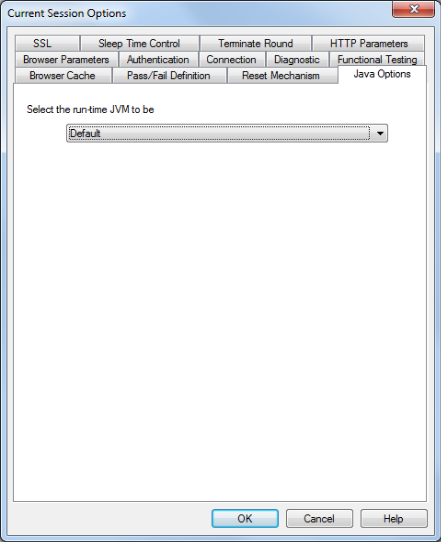 Current Session Options
SSL Sleep Time Control Terminate Round HTTP Parameters
Browser Parameters Authentication Connection Diagnostic Functional Testing
Browser Cache Pass/Fail Definition Reset Mechanism Java Options
Select the run-time JVM to be
Default
OK Cancel Help